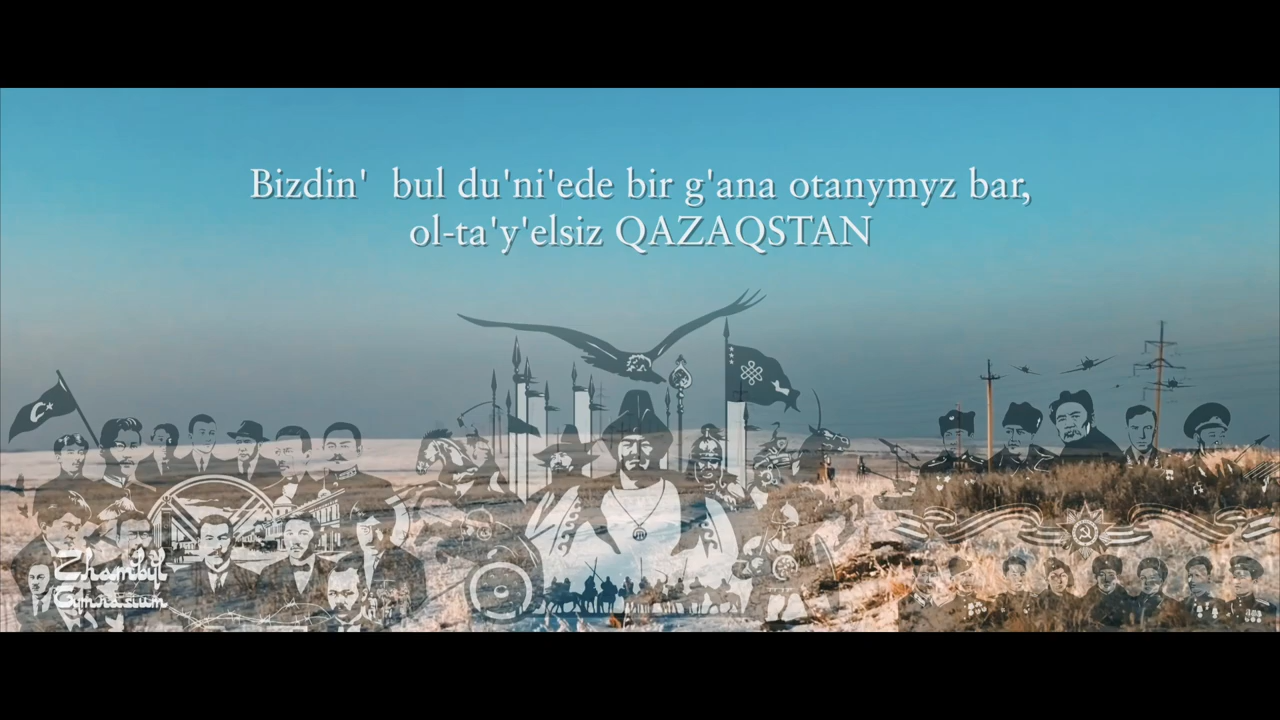 Bizdin' bul du'ni'ede bir g'ana otanymyz bar,
ol-ta'y'elsiz QAZAQSTAN
Zhambyl
Gymnasium